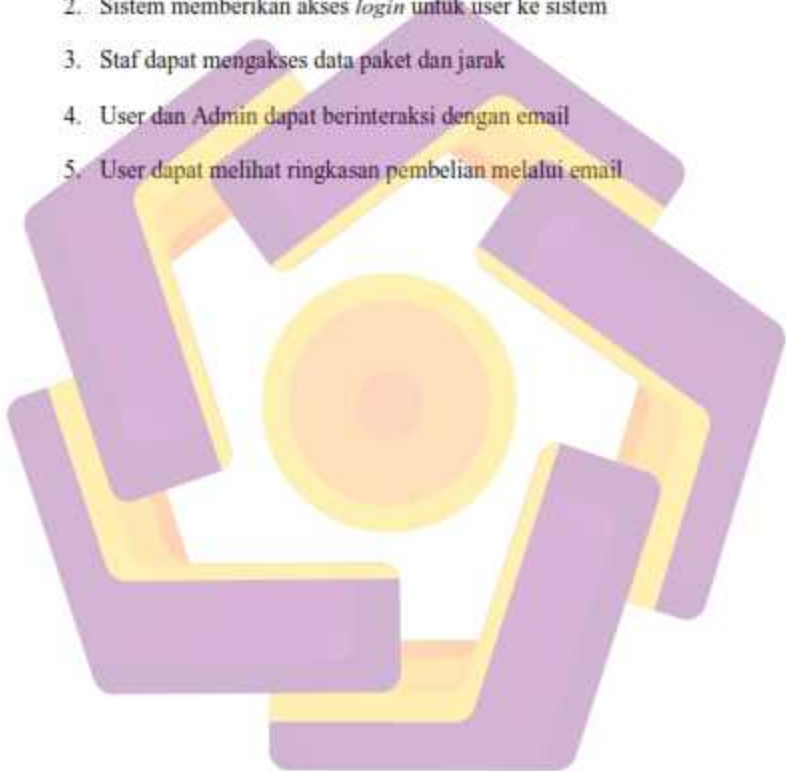 2. Sistem memberikan akses login untuk user ke sistem
3. Staf dapat mengakses data paket dan jarak
4. User dan Admin dapat berinteraksi dengan email
5. User dapat melihat ringkasan pembelian melalui email